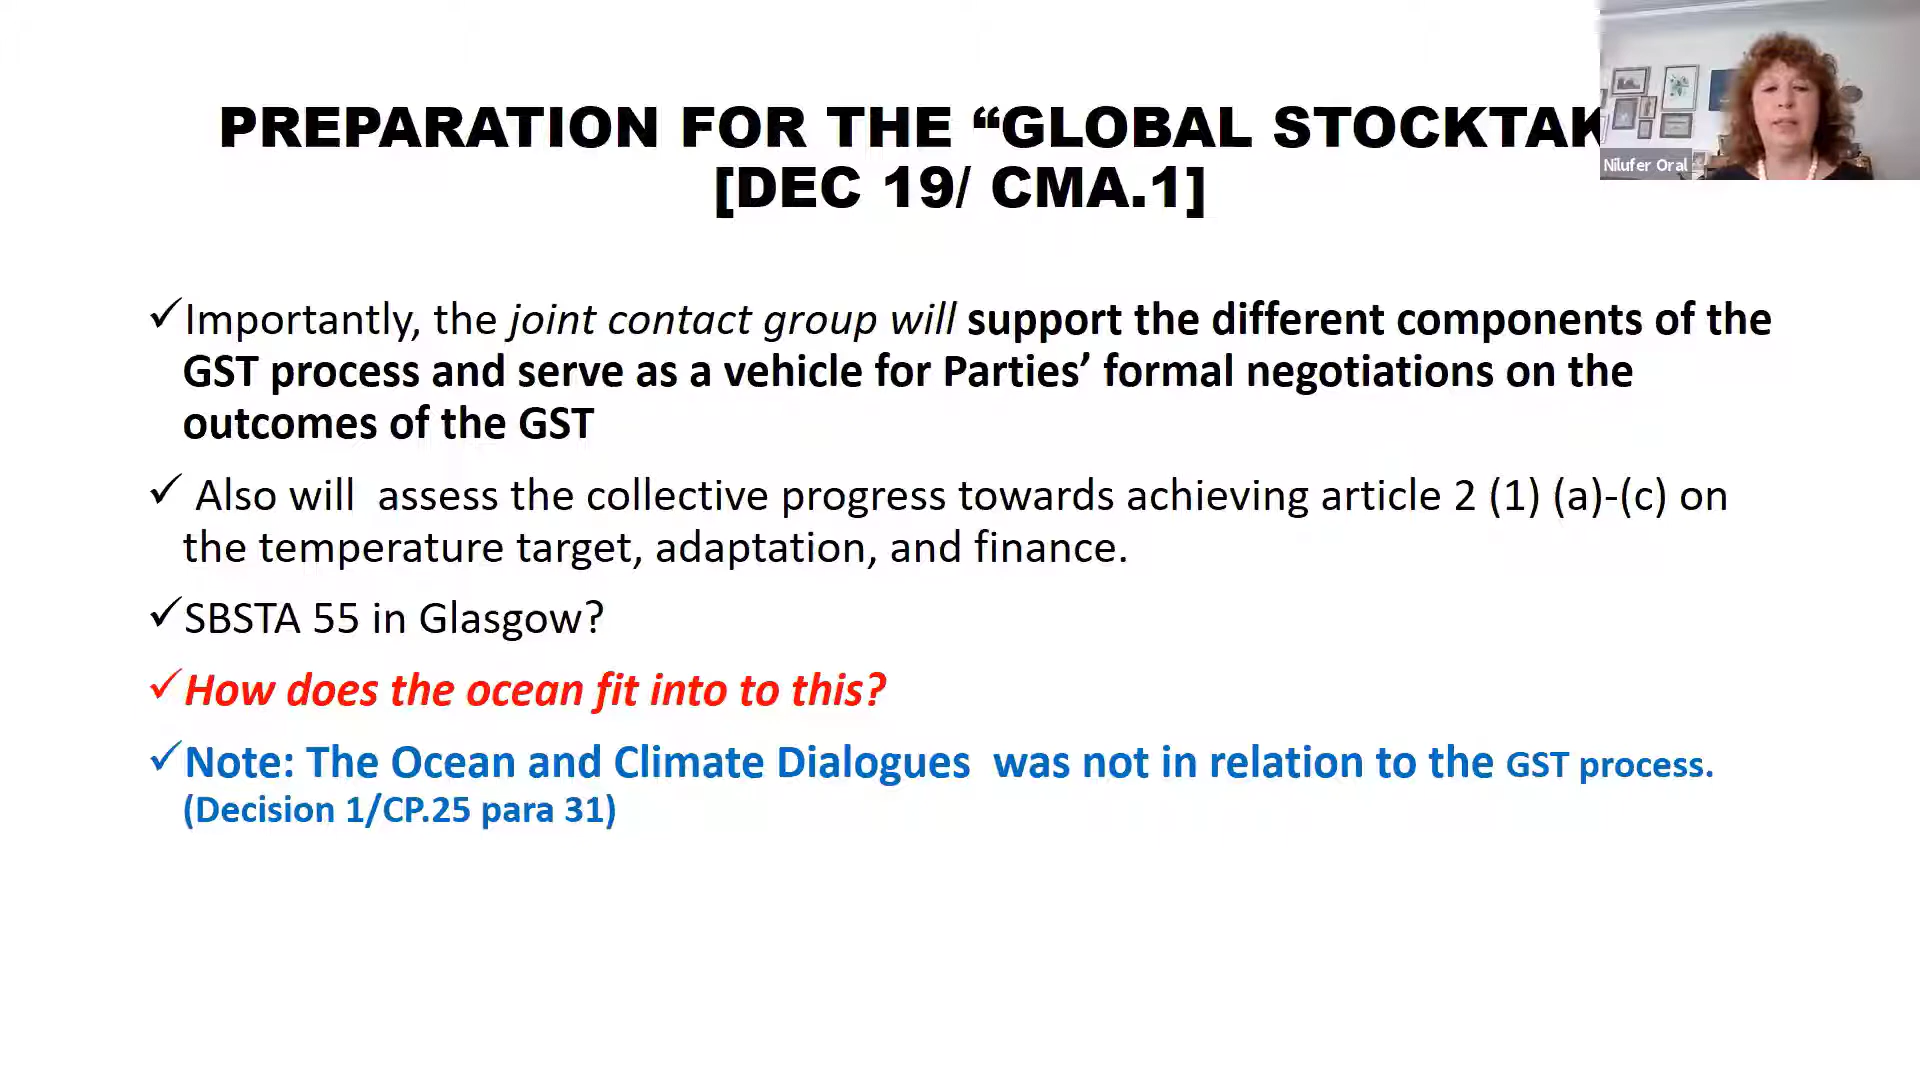 PREPARATION FOR THE “GLOBAL STOCKTAK
[DEC 19/ CMA.1]
Nilufer Oral
✓Importantly, the joint contact group will support the different components of the
GST process and serve as a vehicle for Parties’ formal negotiations on the
outcomes of the GST
✓ Also will assess the collective progress towards achieving article 2 (1) (a)-(c) on
the temperature target, adaptation, and finance.
✓SBSTA 55 in Glasgow?
✓How does the ocean fit into to this?
✓Note: The Ocean and Climate Dialogues was not in relation to the GST process.
(Decision 1/CP.25 para 31)